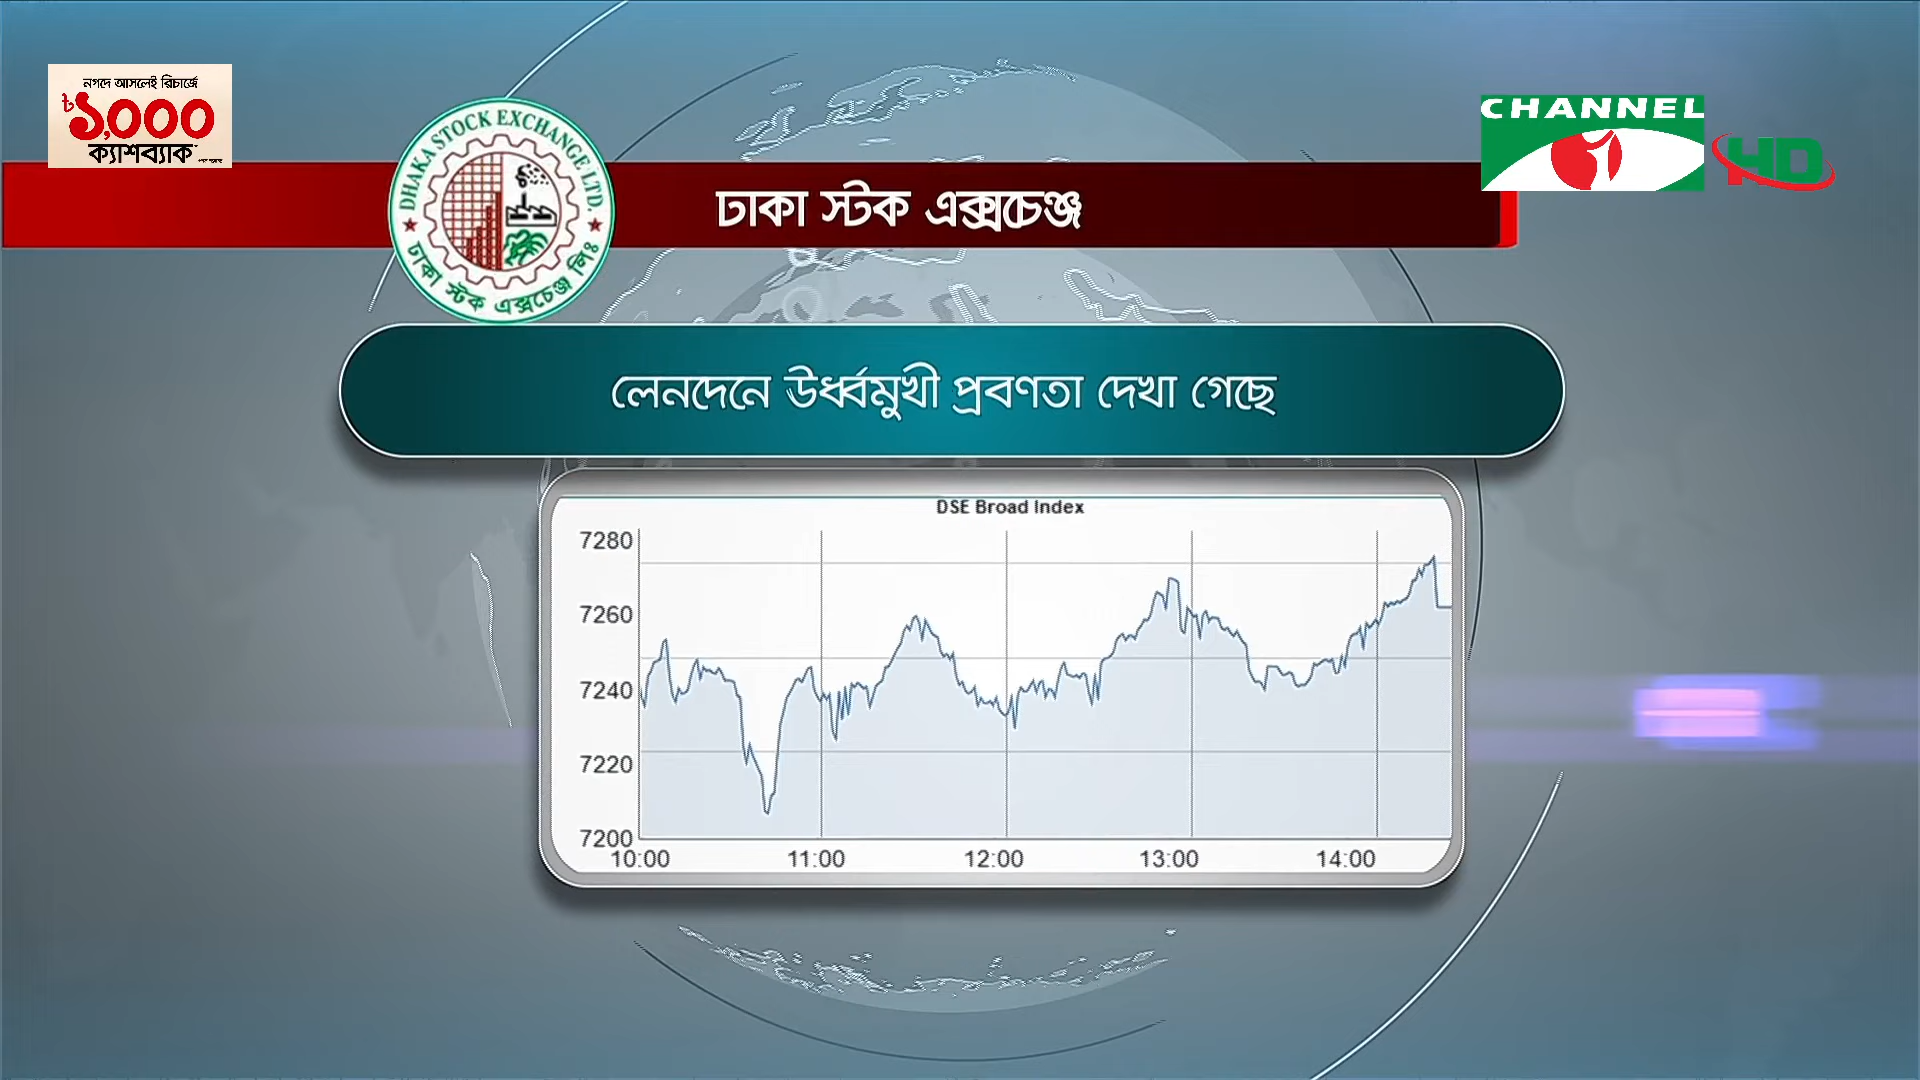 নগদে আসলেই রিচার্জে
৳১,০০০
ক্যাশব্যাক
CHANNEL
HD
DHAKA STOCK EXCHANGE LTD.
ঢাকা স্টক এক্সচেঞ্জ লিঃ
ঢাকা স্টক এক্সচেঞ্জ
লেনদেনে উর্ধ্বমুখী প্রবণতা দেখা গেছে
DSE Broad Index
7280
7260
7240
7220
7200
10:00 11:00 12:00 13:00 14:00